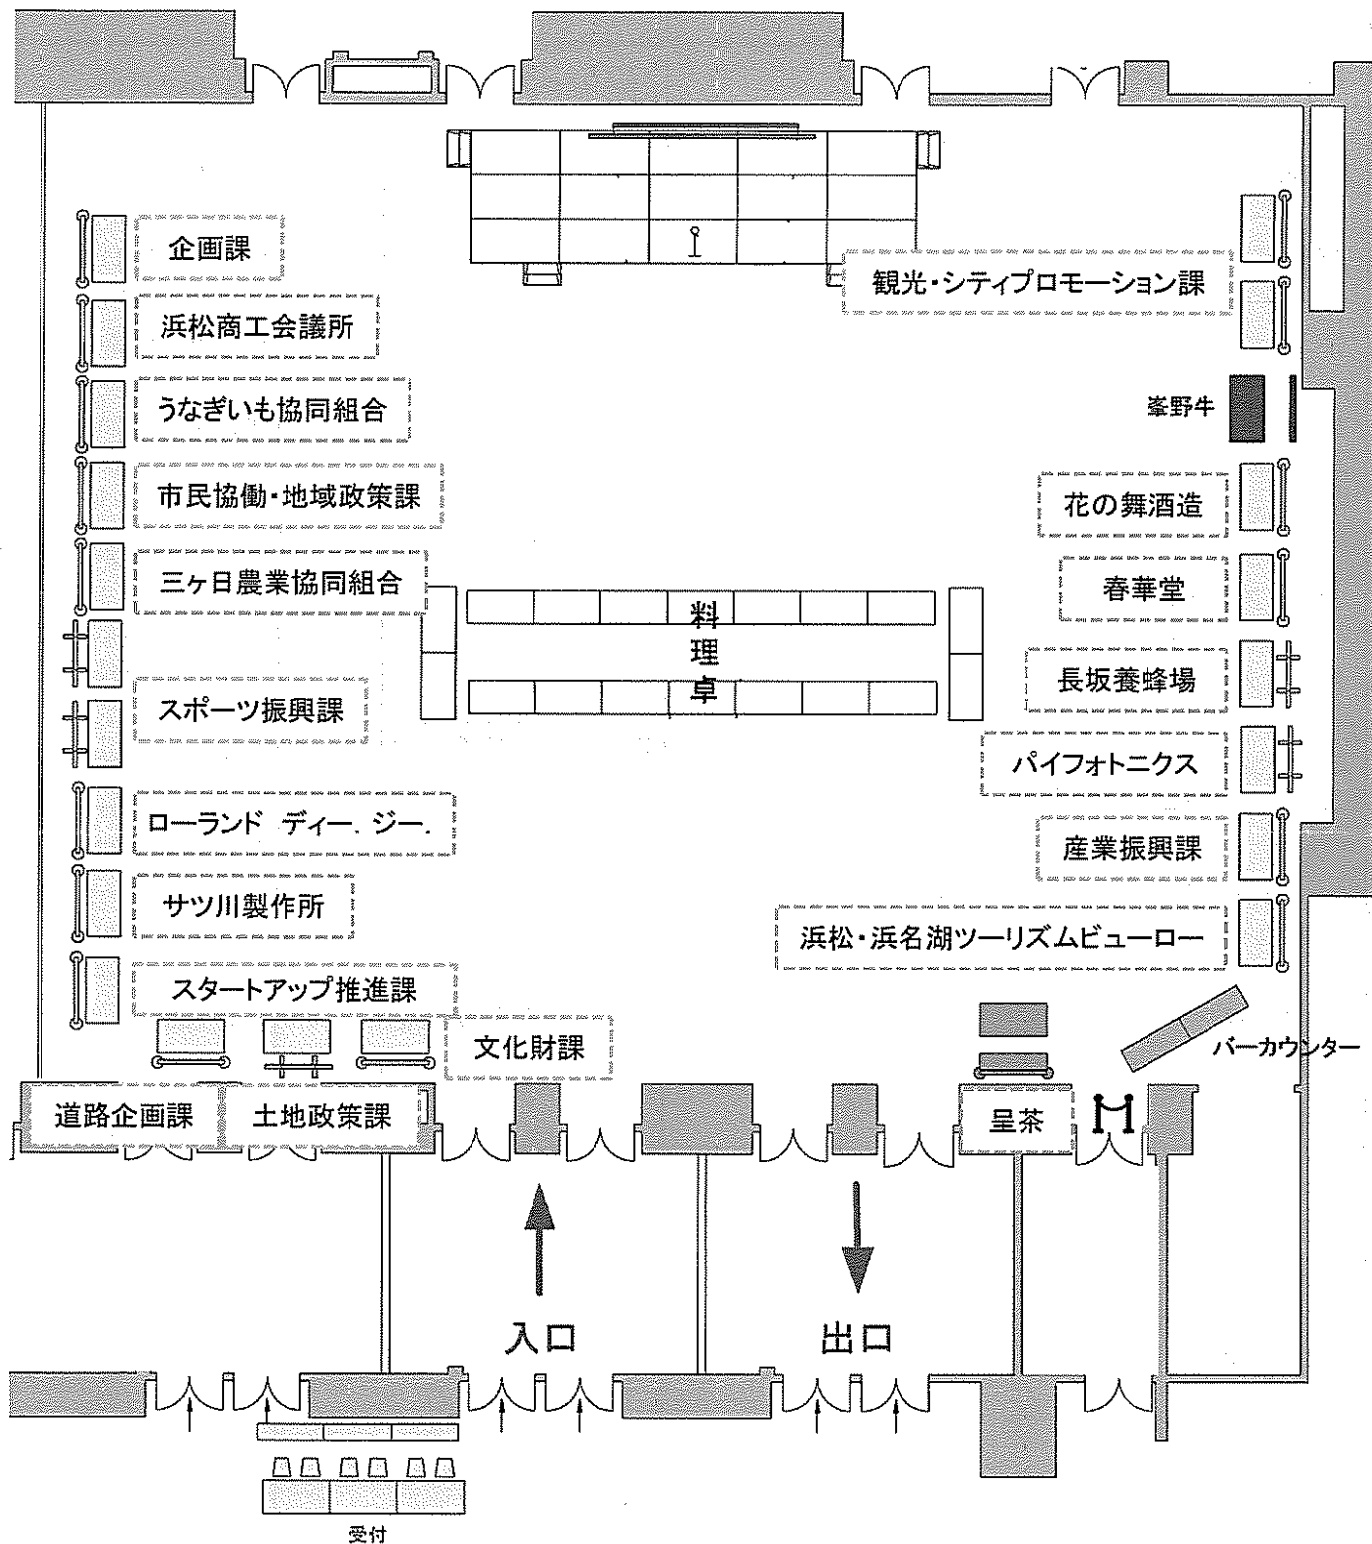 企画課
浜松商工会議所
うなぎいも協同組合
市民協働・地域政策課
三ヶ日農業協同組合
スポーツ振興課
ローランド ディー．ジー．
サツ川製作所
スタートアップ推進課
道路企画課
土地政策課
文化財課
料
理
卓
観光・シティプロモーション課
峯野牛
花の舞酒造
春華堂
長坂養蜂場
パイフォトニクス
産業振興課
浜松・浜名湖ツーリズムビューロー
バーカウンター
呈茶
入口
出口
受付